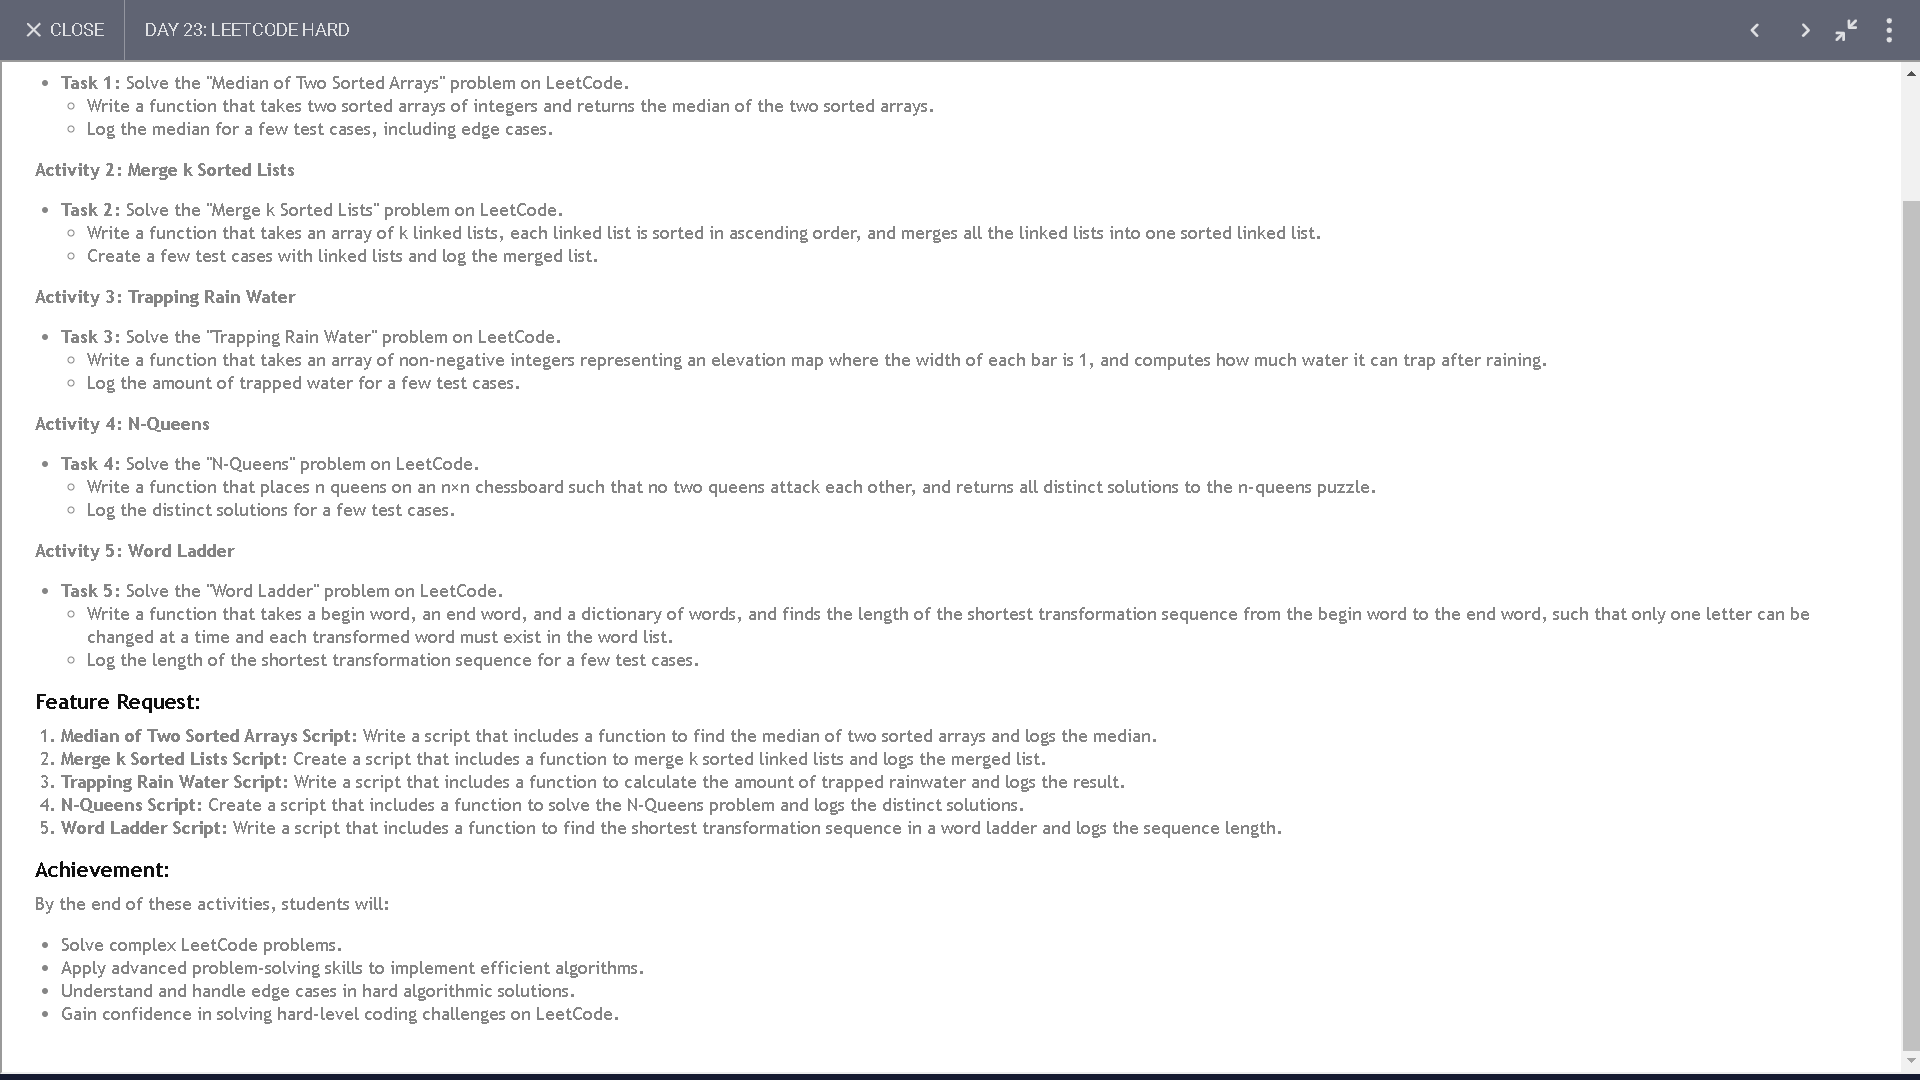 CLOSE
DAY 23: LEETCODE HARD
• Task 1: Solve the "Median of Two Sorted Arrays" problem on LeetCode.
◦ Write a function that takes two sorted arrays of integers and returns the median of the two sorted arrays.
◦ Log the median for a few test cases, including edge cases.
Activity 2: Merge k Sorted Lists
• Task 2: Solve the "Merge k Sorted Lists" problem on LeetCode.
◦ Write a function that takes an array of k linked lists, each linked list is sorted in ascending order, and merges all the linked lists into one sorted linked list.
◦ Create a few test cases with linked lists and log the merged list.
Activity 3: Trapping Rain Water
• Task 3: Solve the "Trapping Rain Water" problem on LeetCode.
◦ Write a function that takes an array of non-negative integers representing an elevation map where the width of each bar is 1, and computes how much water it can trap after raining.
◦ Log the amount of trapped water for a few test cases.
Activity 4: N-Queens
• Task 4: Solve the "N-Queens" problem on LeetCode.
◦ Write a function that places n queens on an n×n chessboard such that no two queens attack each other, and returns all distinct solutions to the n-queens puzzle.
◦ Log the distinct solutions for a few test cases.
Activity 5: Word Ladder
• Task 5: Solve the "Word Ladder" problem on LeetCode.
◦ Write a function that takes a begin word, an end word, and a dictionary of words, and finds the length of the shortest transformation sequence from the begin word to the end word, such that only one letter can be
changed at a time and each transformed word must exist in the word list.
◦ Log the length of the shortest transformation sequence for a few test cases.
Feature Request:
1. Median of Two Sorted Arrays Script: Write a script that includes a function to find the median of two sorted arrays and logs the median.
2. Merge k Sorted Lists Script: Create a script that includes a function to merge k sorted linked lists and logs the merged list.
3. Trapping Rain Water Script: Write a script that includes a function to calculate the amount of trapped rainwater and logs the result.
4. N-Queens Script: Create a script that includes a function to solve the N-Queens problem and logs the distinct solutions.
5. Word Ladder Script: Write a script that includes a function to find the shortest transformation sequence in a word ladder and logs the sequence length.
Achievement:
By the end of these activities, students will:
• Solve complex LeetCode problems.
• Apply advanced problem-solving skills to implement efficient algorithms.
• Understand and handle edge cases in hard algorithmic solutions.
• Gain confidence in solving hard-level coding challenges on LeetCode.